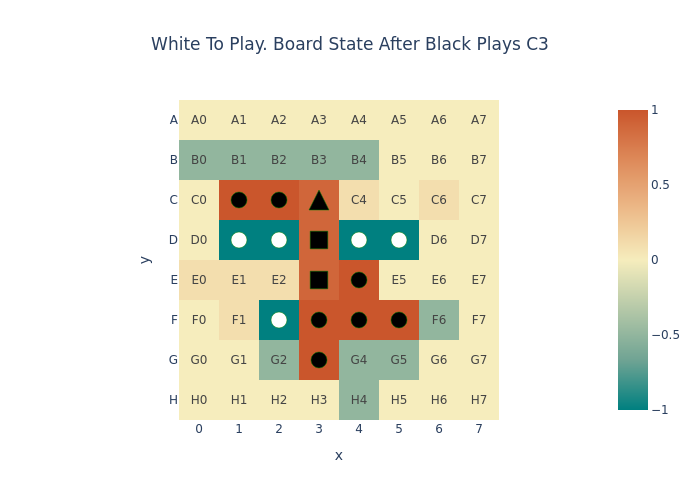 White To Play. Board State After Black Plays C3
A A0 A1 A2 A3 A4 A5 A6 A7
B B0 B1 B2 B3 B4 B5 B6 B7
C C0 C4 C5 C6 C7
D D0 D6 D7
E E0 E1 E2 E5 E6 E7
F F0 F1 F6 F7
G G0 G1 G2 G4 G5 G6 G7
H H0 H1 H2 H3 H4 H5 H6 H7
0 1 2 3 4 5 6 7
x
y
1
0.5
0
−0.5
−1